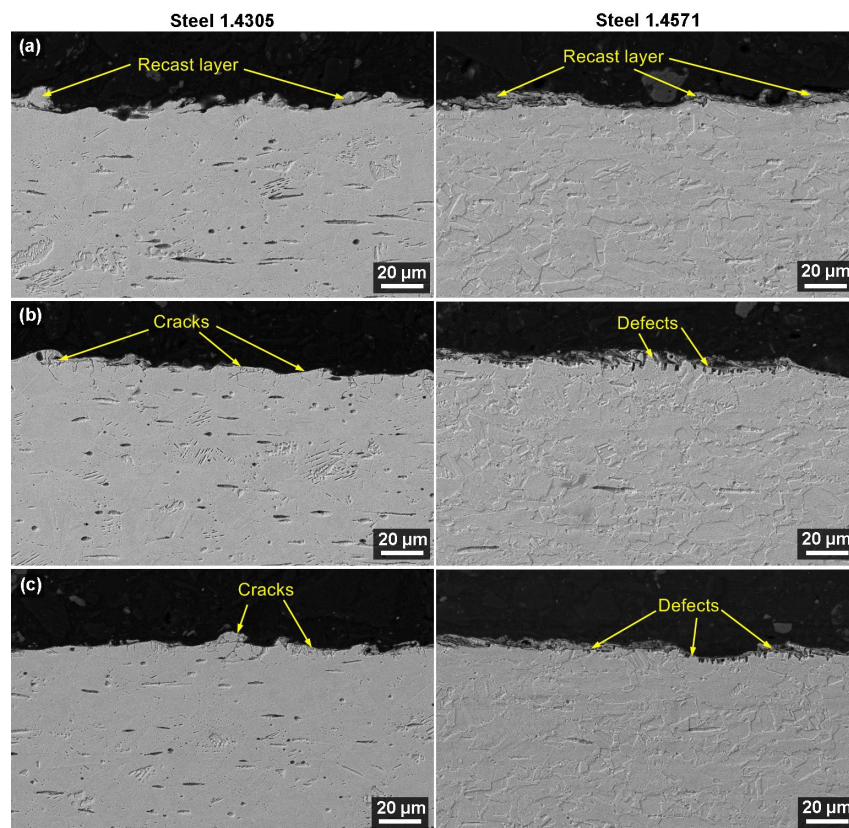 Steel 1.4305
Steel 1.4571
(a)
Recast layer
Recast layer
20 µm
20 µm
(b)
Cracks
Defects
20 µm
20 µm
(c)
Cracks
Defects
20 µm
20 µm